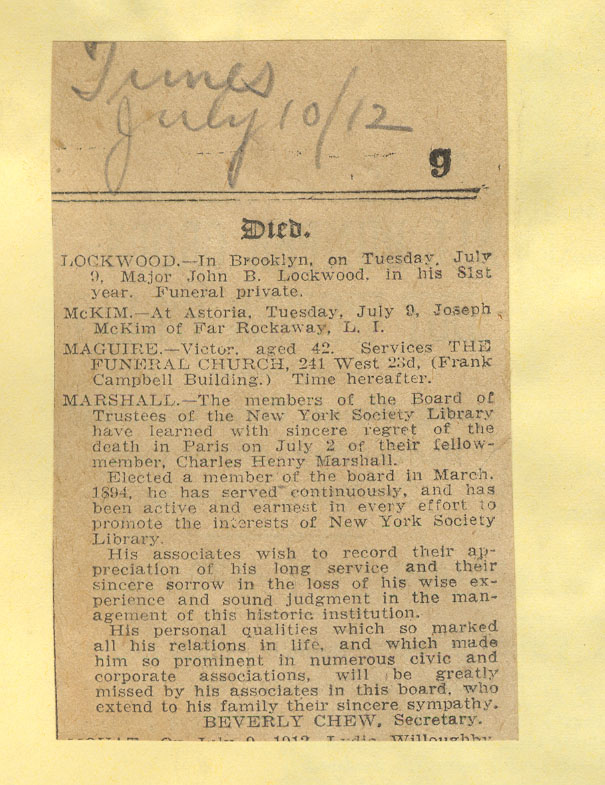 Times
July 10/12
9
Died.
LOCKWOOD.—In Brooklyn, on Tuesday, July
9, Major John B. Lockwood, in his 81st
year. Funeral private.
McKIM.—At Astoria, Tuesday, July 9, Joseph
McKim of Far Rockaway, L. I.
MAGUIRE.—Victor, aged 42. Services THE
FUNERAL CHURCH, 241 West 23d, (Frank
Campbell Building.) Time hereafter.
MARSHALL.—The members of the Board of
Trustees of the New York Society Library
have learned with sincere regret of the
death in Paris on July 2 of their fellow-
member, Charles Henry Marshall.
Elected a member of the board in March,
1894, he has served continuously, and has
been active and earnest in every effort to
promote the interests of New York Society
Library.
His associates wish to record their ap-
preciation of his long service and their
sincere sorrow in the loss of his wise ex-
perience and sound judgment in the man-
agement of this historic institution.
His personal qualities which so marked
all his relations in life, and which made
him so prominent in numerous civic and
corporate associations, will be greatly
missed by his associates in this board, who
extend to his family their sincere sympathy.
BEVERLY CHEW, Secretary.
On July 9, 1912, Lydia Willoughby